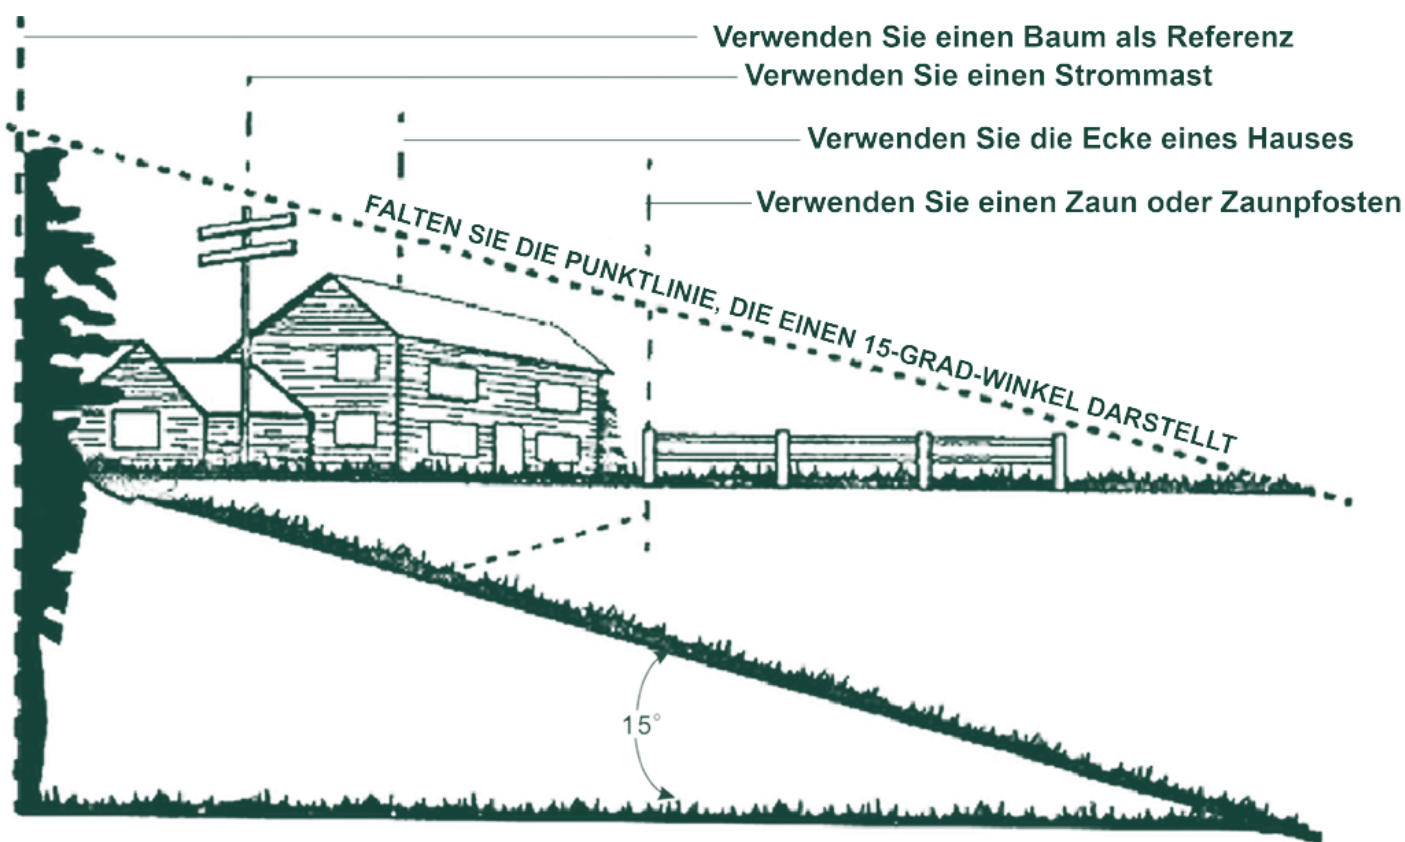 Verwenden Sie einen Baum als Referenz
Verwenden Sie einen Strommast
Verwenden Sie die Ecke eines Hauses
Verwenden Sie einen Zaun oder Zaunpfosten
FALTEN SIE DIE PUNKTLINIE, DIE EINEN 15-GRAD-WINKEL DARSTELLT
15°